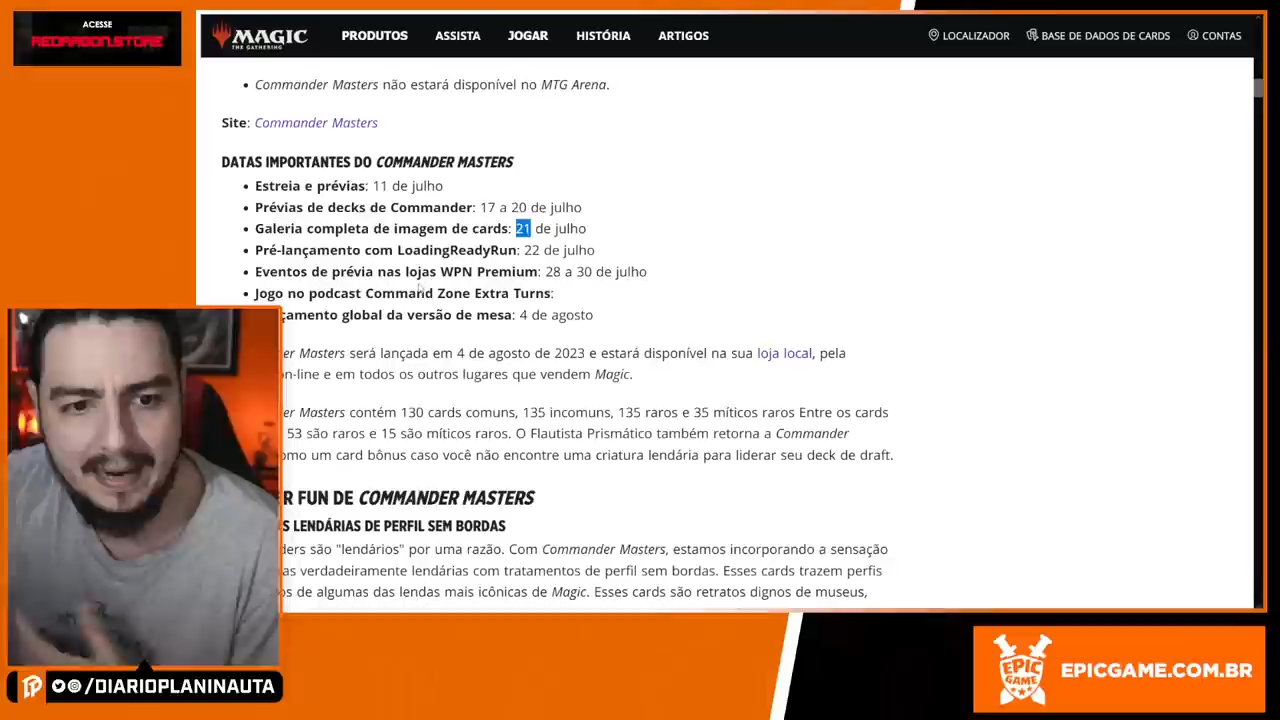 ACESSE
REDRAGON.STORE
MAGIC
THE GATHERING
PRODUTOS ASSISTA JOGAR HISTÓRIA ARTIGOS
LOCALIZADOR BASE DE DADOS DE CARDS CONTAS
• Commander Masters não estará disponível no MTG Arena.
Site: Commander Masters
DATAS IMPORTANTES DO COMMANDER MASTERS
• Estreia e prévias: 11 de julho
• Prévias de decks de Commander: 17 a 20 de julho
• Galeria completa de imagem de cards: 21 de julho
• Pré-lançamento com LoadingReadyRun: 22 de julho
• Eventos de prévia nas lojas WPN Premium: 28 a 30 de julho
• Jogo no podcast Command Zone Extra Turns:
çamento global da versão de mesa: 4 de agosto
er Masters será lançada em 4 de agosto de 2023 e estará disponível na sua loja local, pela
on-line e em todos os outros lugares que vendem Magic.
er Masters contém 130 cards comuns, 135 incomuns, 135 raros e 35 míticos raros Entre os cards
53 são raros e 15 são míticos raros. O Flautista Prismático também retorna a Commander
omo um card bônus caso você não encontre uma criatura lendária para liderar seu deck de draft.
R FUN DE COMMANDER MASTERS
S LENDÁRIAS DE PERFIL SEM BORDAS
ders são "lendários" por uma razão. Com Commander Masters, estamos incorporando a sensação
as verdadeiramente lendárias com tratamentos de perfil sem bordas. Esses cards trazem perfis
os de algumas das lendas mais icônicas de Magic. Esses cards são retratos dignos de museus,
/DIARIOPLANINAUTA
EPIC
GAME
EPICGAME.COM.BR